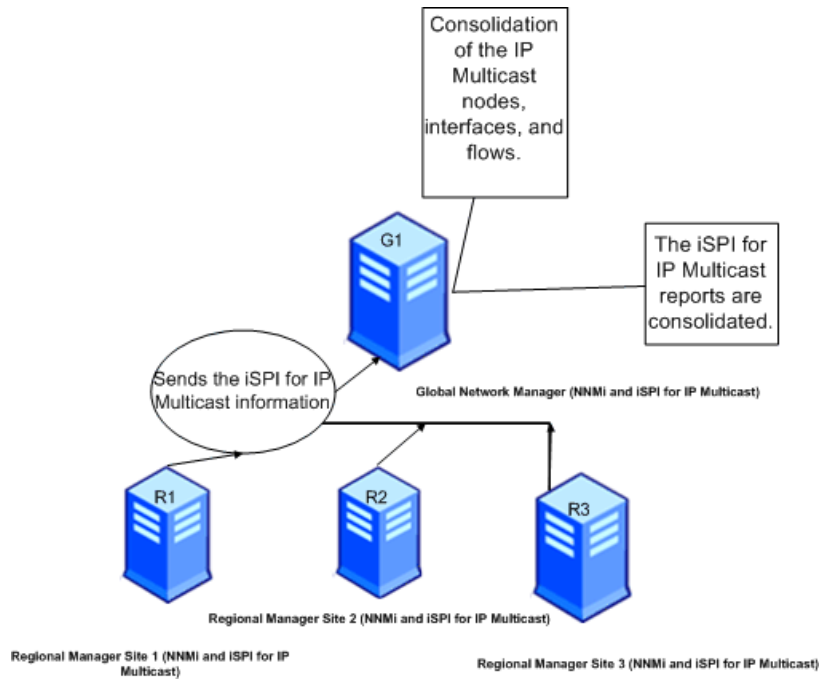 Consolidation
of the IP
Multicast
nodes,
interfaces, and
flows.
G1
The iSPI for
IP Multicast
reports are
consolidated.
Sends the iSPI for IP
Multicast information
Global Network Manager (NNMi and iSPI for IP Multicast)
R1
R2
R3
Regional Manager Site 2 (NNMi and iSPI for IP Multicast)
Regional Manager Site 1 (NNMi and iSPI for IP
Multicast)
Regional Manager Site 3 (NNMi and iSPI for IP Multicast)